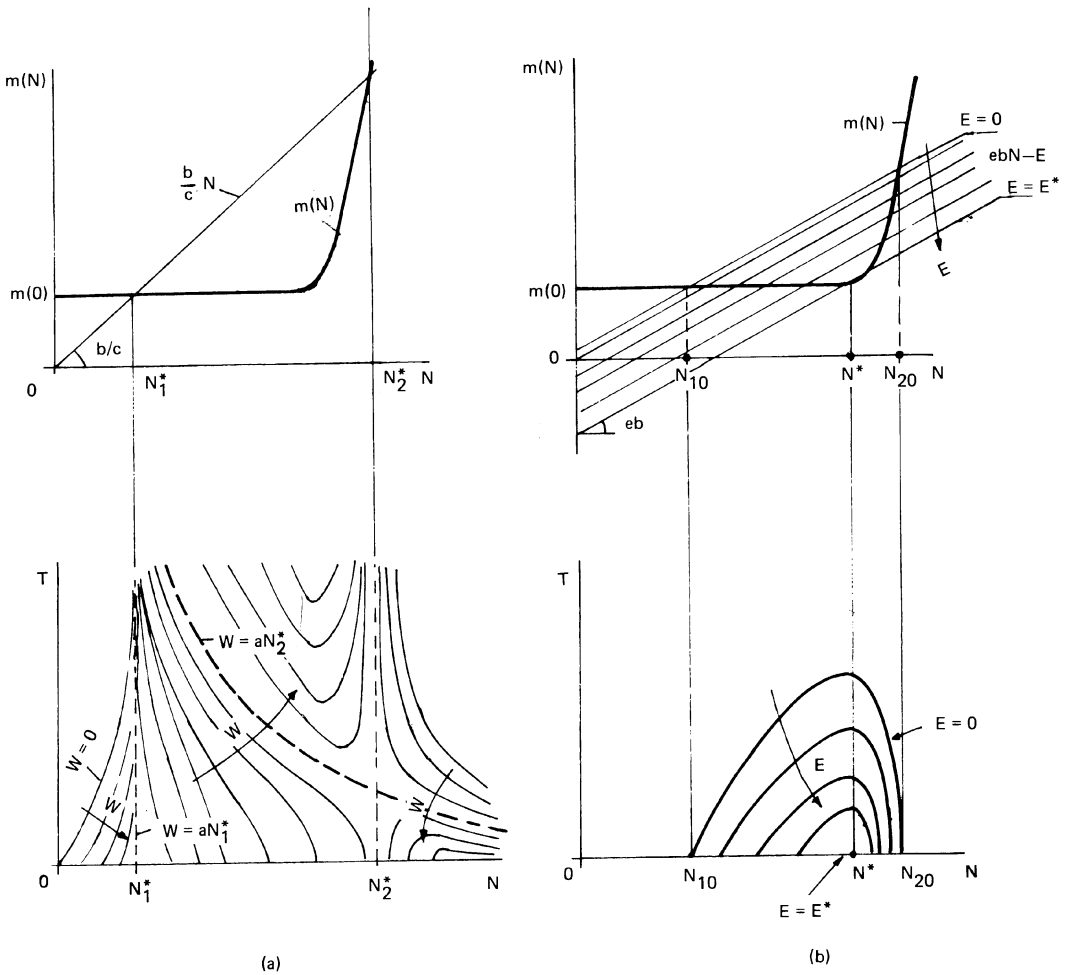 m(N)
b/c N
m(N)
m(0)
b/c
0
N₁*
N₂*
N
m(N)
m(N)
E = 0
ebN–E
E = E*
E
m(0)
0
N₁₀
N*
N₂₀
N
eb
T
W = aN₂*
W
W = 0
W
W = aN₁*
W
0
N₁*
N₂*
N
(a)
T
E = 0
E
0
N₁₀
N*
N₂₀
N
E = E*
(b)